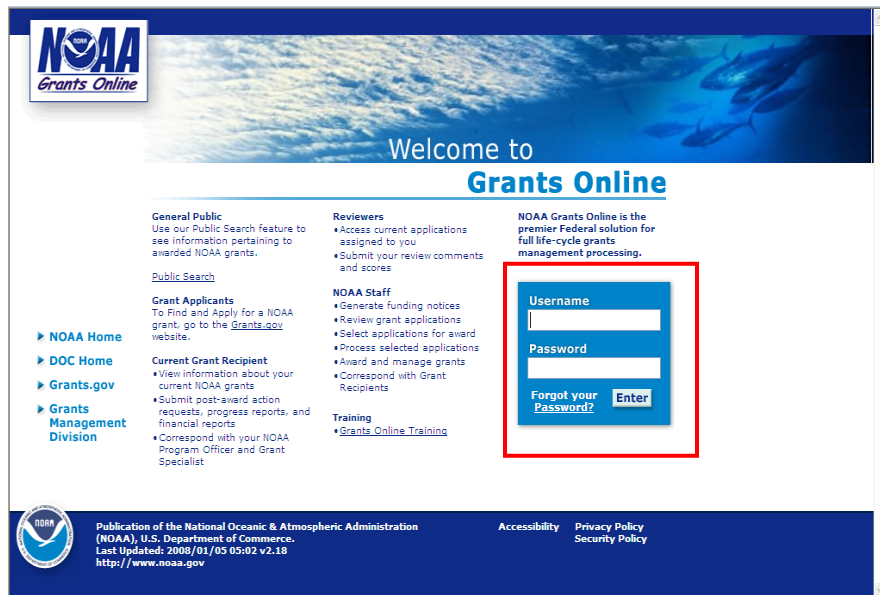 NOAA
Grants Online
Welcome to
Grants Online
General Public
Use our Public Search feature to
see information pertaining to
awarded NOAA grants.
Public Search
Grant Applicants
To Find and Apply for a NOAA
grant, go to the Grants.gov
website.
Current Grant Recipient
•View information about your
current NOAA grants
•Submit post-award action
requests, progress reports, and
financial reports
•Correspond with your NOAA
Program Officer and Grant
Specialist
Reviewers
•Access current applications
assigned to you
•Submit your review comments
and scores
NOAA Staff
•Generate funding notices
•Review grant applications
•Select applications for award
•Process selected applications
•Award and manage grants
•Correspond with Grant
Recipients
Training
•Grants Online Training
NOAA Grants Online is the
premier Federal solution for
full life-cycle grants
management processing.
Username
Password
Forgot your
Password?
Enter
NOAA Home
DOC Home
Grants.gov
Grants
Management
Division
NOAA
Publication of the National Oceanic & Atmospheric Administration
(NOAA), U.S. Department of Commerce.
Last Updated: 2008/01/05 05:02 v2.18
http://www.noaa.gov
Accessibility
Privacy Policy
Security Policy